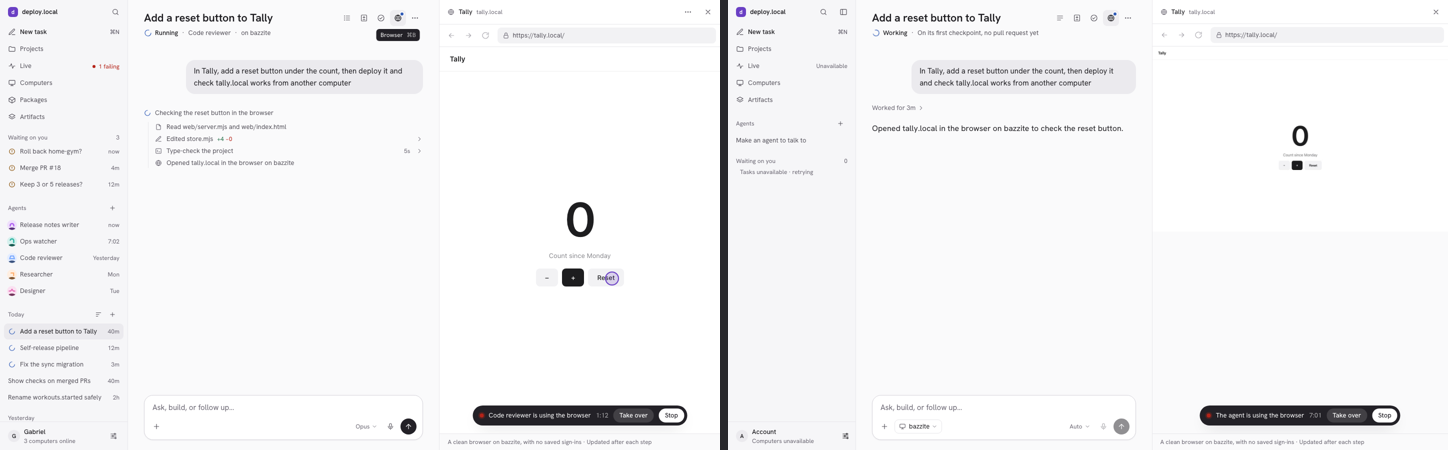 deploy.local
New task ⌘N
Projects
Live 1 failing
Computers
Packages
Artifacts
Waiting on you 3
Roll back home-gym? now
Merge PR #18 4m
Keep 3 or 5 releases? 12m
Agents
Release notes writer now
Ops watcher 7:02
Code reviewer Yesterday
Researcher Mon
Designer Tue
Today
Add a reset button to Tally 40m
Self-release pipeline 12m
Fix the sync migration 3m
Show checks on merged PRs 40m
Rename workouts.started safely 2h
Yesterday
G Gabriel
3 computers online
Add a reset button to Tally
Running · Code reviewer · on bazzite
Browser ⌘B
In Tally, add a reset button under the count, then deploy it and
check tally.local works from another computer
Checking the reset button in the browser
Read web/server.mjs and web/index.html
Edited store.mjs +4 -0
Type-check the project 5s
Opened tally.local in the browser on bazzite
Ask, build, or follow up…
Opus
Tally tally.local
https://tally.local/
Tally
0
Count since Monday
− + Reset
Code reviewer is using the browser 1:12 Take over Stop
A clean browser on bazzite, with no saved sign-ins · Updated after each step
deploy.local
New task ⌘N
Projects
Live Unavailable
Computers
Artifacts
Agents
Make an agent to talk to
Waiting on you 0
Tasks unavailable · retrying
A Account
Computers unavailable
Add a reset button to Tally
Working · On its first checkpoint, no pull request yet
In Tally, add a reset button under the count, then deploy it
and check tally.local works from another computer
Worked for 3m
Opened tally.local in the browser on bazzite to check the reset button.
Ask, build, or follow up…
bazzite Auto
Tally tally.local
https://tally.local/
Tally
0
Count since Monday
− + Reset
The agent is using the browser 7:01 Take over Stop
A clean browser on bazzite, with no saved sign-ins · Updated after each step